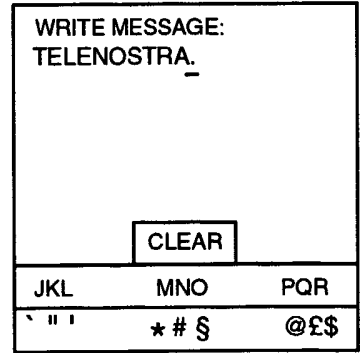 WRITE MESSAGE:
TELENOSTRA.
CLEAR
JKL MNO PQR
` " ' * # § @£$